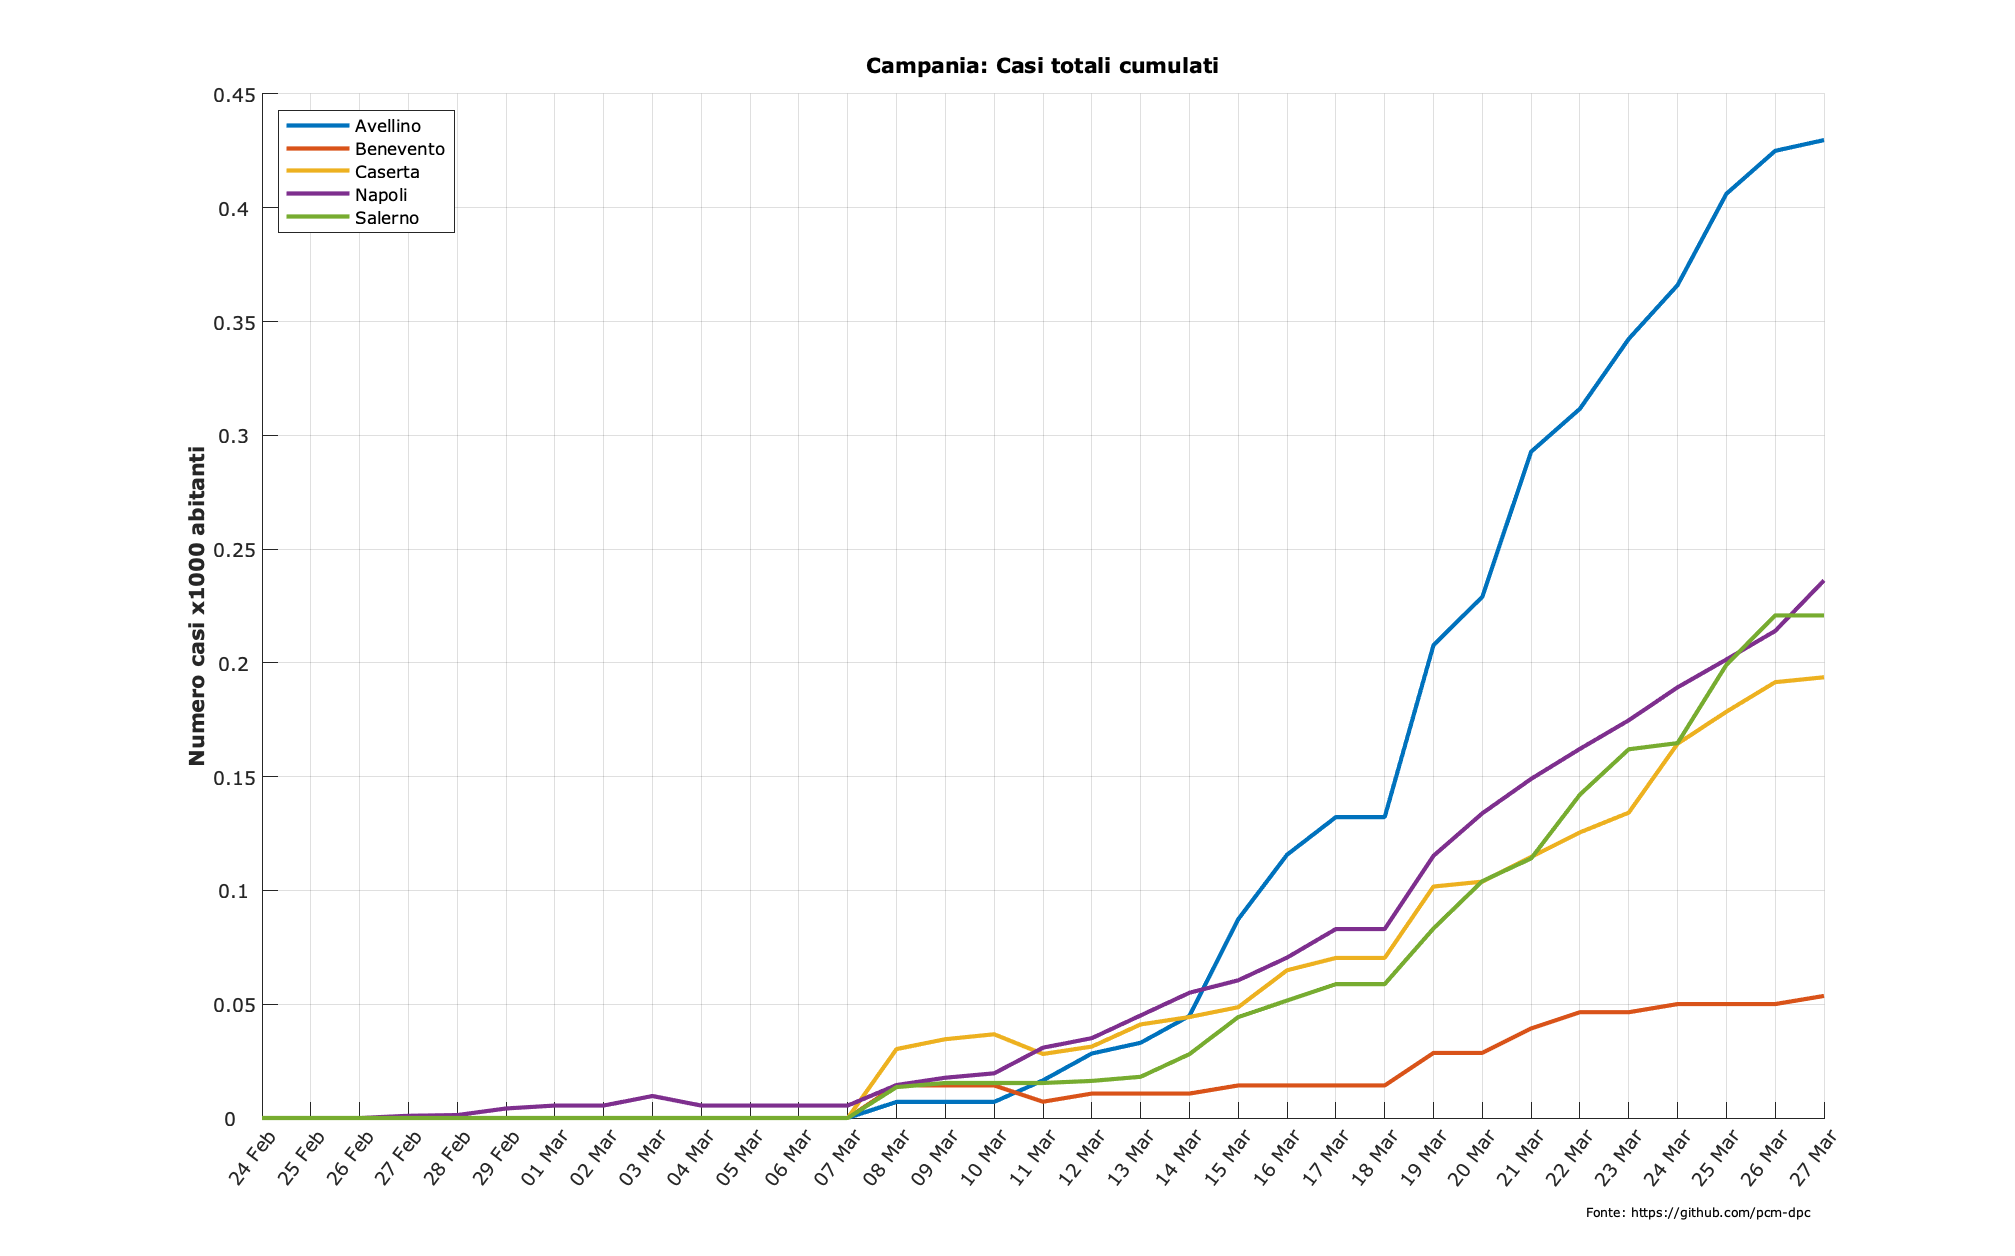 Campania: Casi totali cumulati
Numero casi x1000 abitanti
0.45
0.4
0.35
0.3
0.25
0.2
0.15
0.1
0.05
0
Avellino
Benevento
Caserta
Napoli
Salerno
24 Feb
25 Feb
26 Feb
27 Feb
28 Feb
29 Feb
01 Mar
02 Mar
03 Mar
04 Mar
05 Mar
06 Mar
07 Mar
08 Mar
09 Mar
10 Mar
11 Mar
12 Mar
13 Mar
14 Mar
15 Mar
16 Mar
17 Mar
18 Mar
19 Mar
20 Mar
21 Mar
22 Mar
23 Mar
24 Mar
25 Mar
26 Mar
27 Mar
Fonte: https://github.com/pcm-dpc